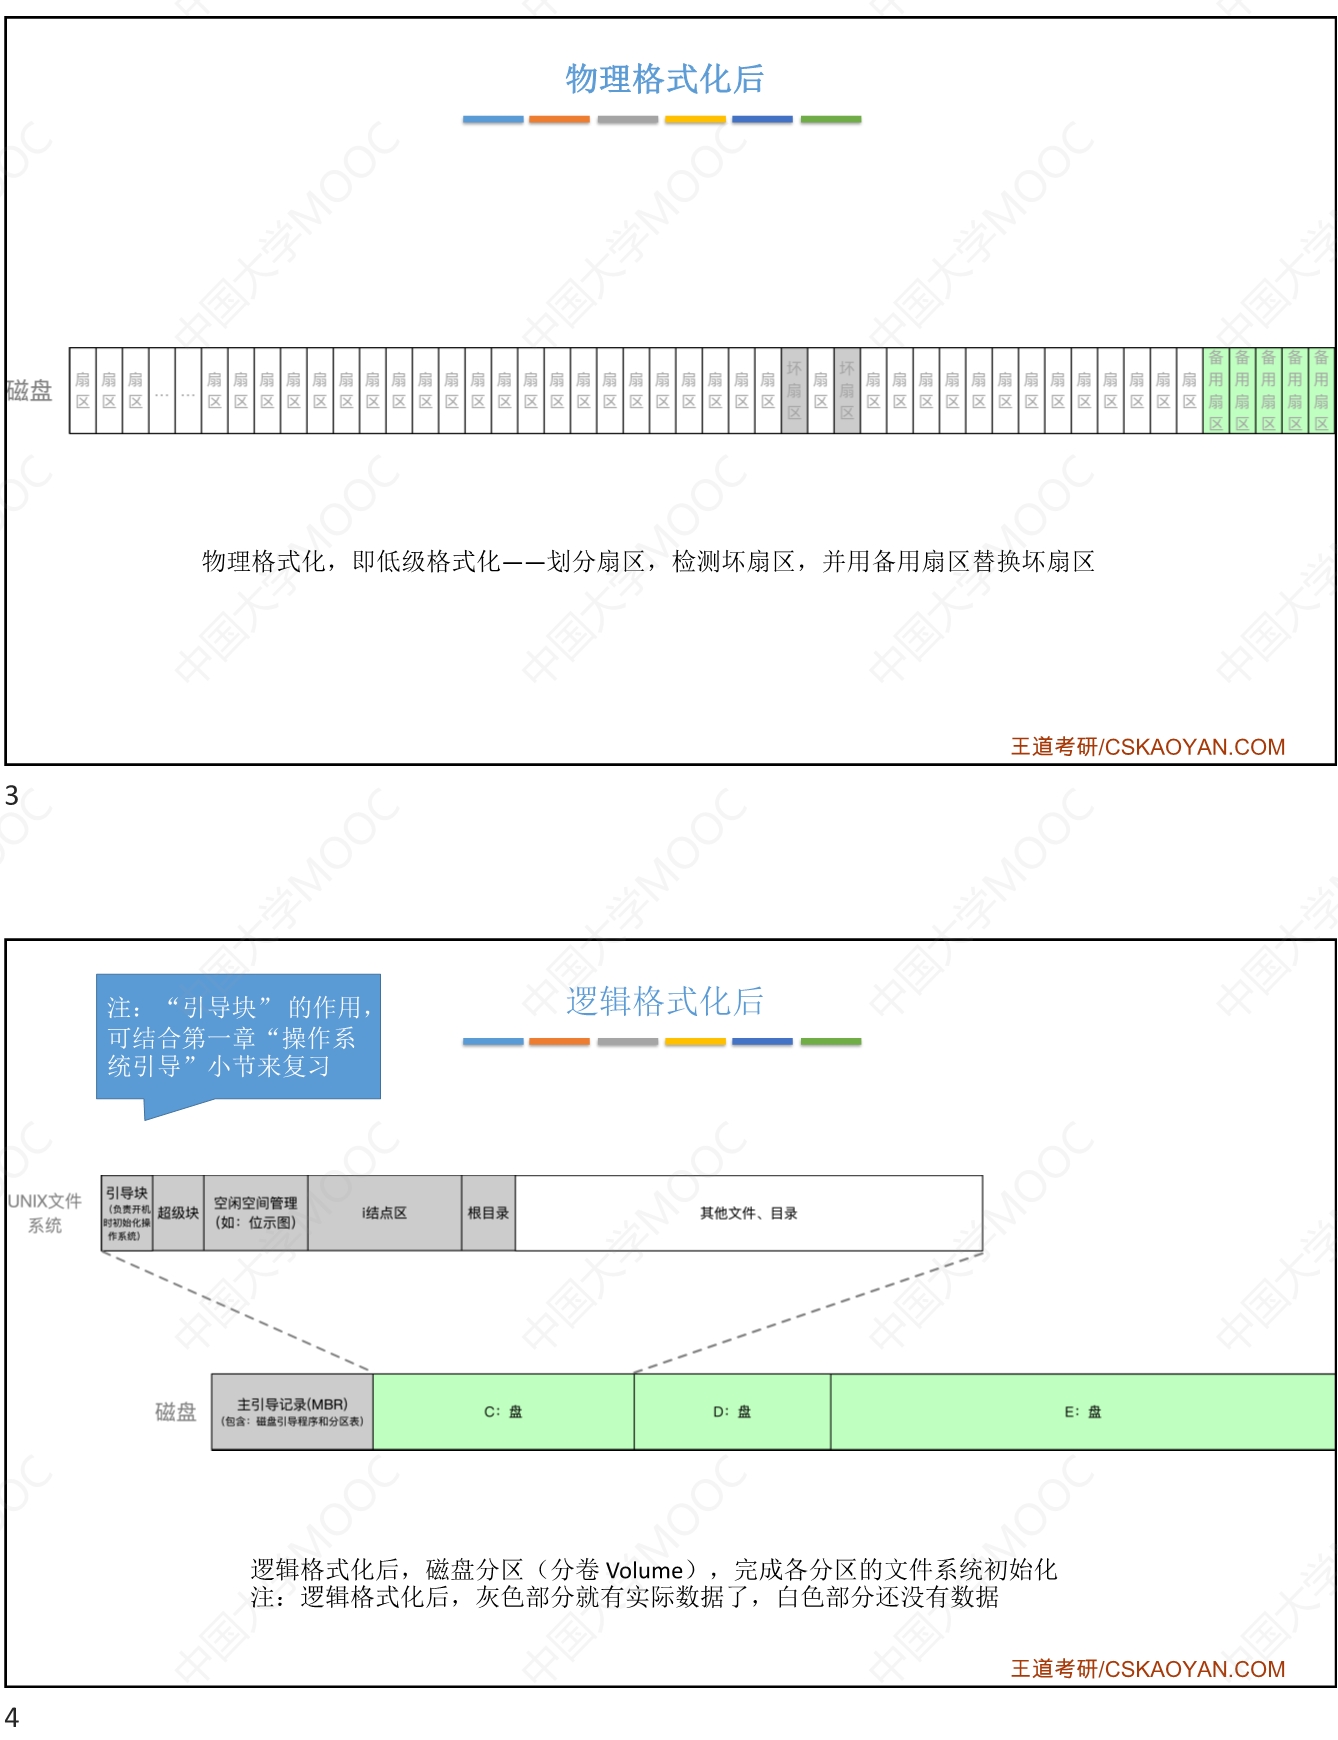 物理格式化后
磁盘
扇区 扇区 扇区 … … 扇区 扇区 扇区 扇区 扇区 扇区 扇区 扇区 扇区 扇区 扇区 扇区 扇区 扇区 扇区 扇区 扇区 扇区 扇区 扇区 扇区 扇区 坏扇区 扇区 坏扇区 扇区 扇区 扇区 扇区 扇区 扇区 扇区 扇区 扇区 扇区 扇区 扇区 扇区 备用扇区 备用扇区 备用扇区 备用扇区 备用扇区
物理格式化，即低级格式化——划分扇区，检测坏扇区，并用备用扇区替换坏扇区
王道考研/CSKAOYAN.COM
3
注：“引导块” 的作用，
可结合第一章“操作系
统引导”小节来复习
逻辑格式化后
UNIX文件
系统
引导块
（负责开机
时初始化操
作系统）
超级块
空闲空间管理
（如：位示图）
i结点区
根目录
其他文件、目录
磁盘
主引导记录(MBR)
（包含：磁盘引导程序和分区表）
C：盘
D：盘
E：盘
逻辑格式化后，磁盘分区（分卷 Volume），完成各分区的文件系统初始化
注：逻辑格式化后，灰色部分就有实际数据了，白色部分还没有数据
王道考研/CSKAOYAN.COM
4
中国大学MOOC